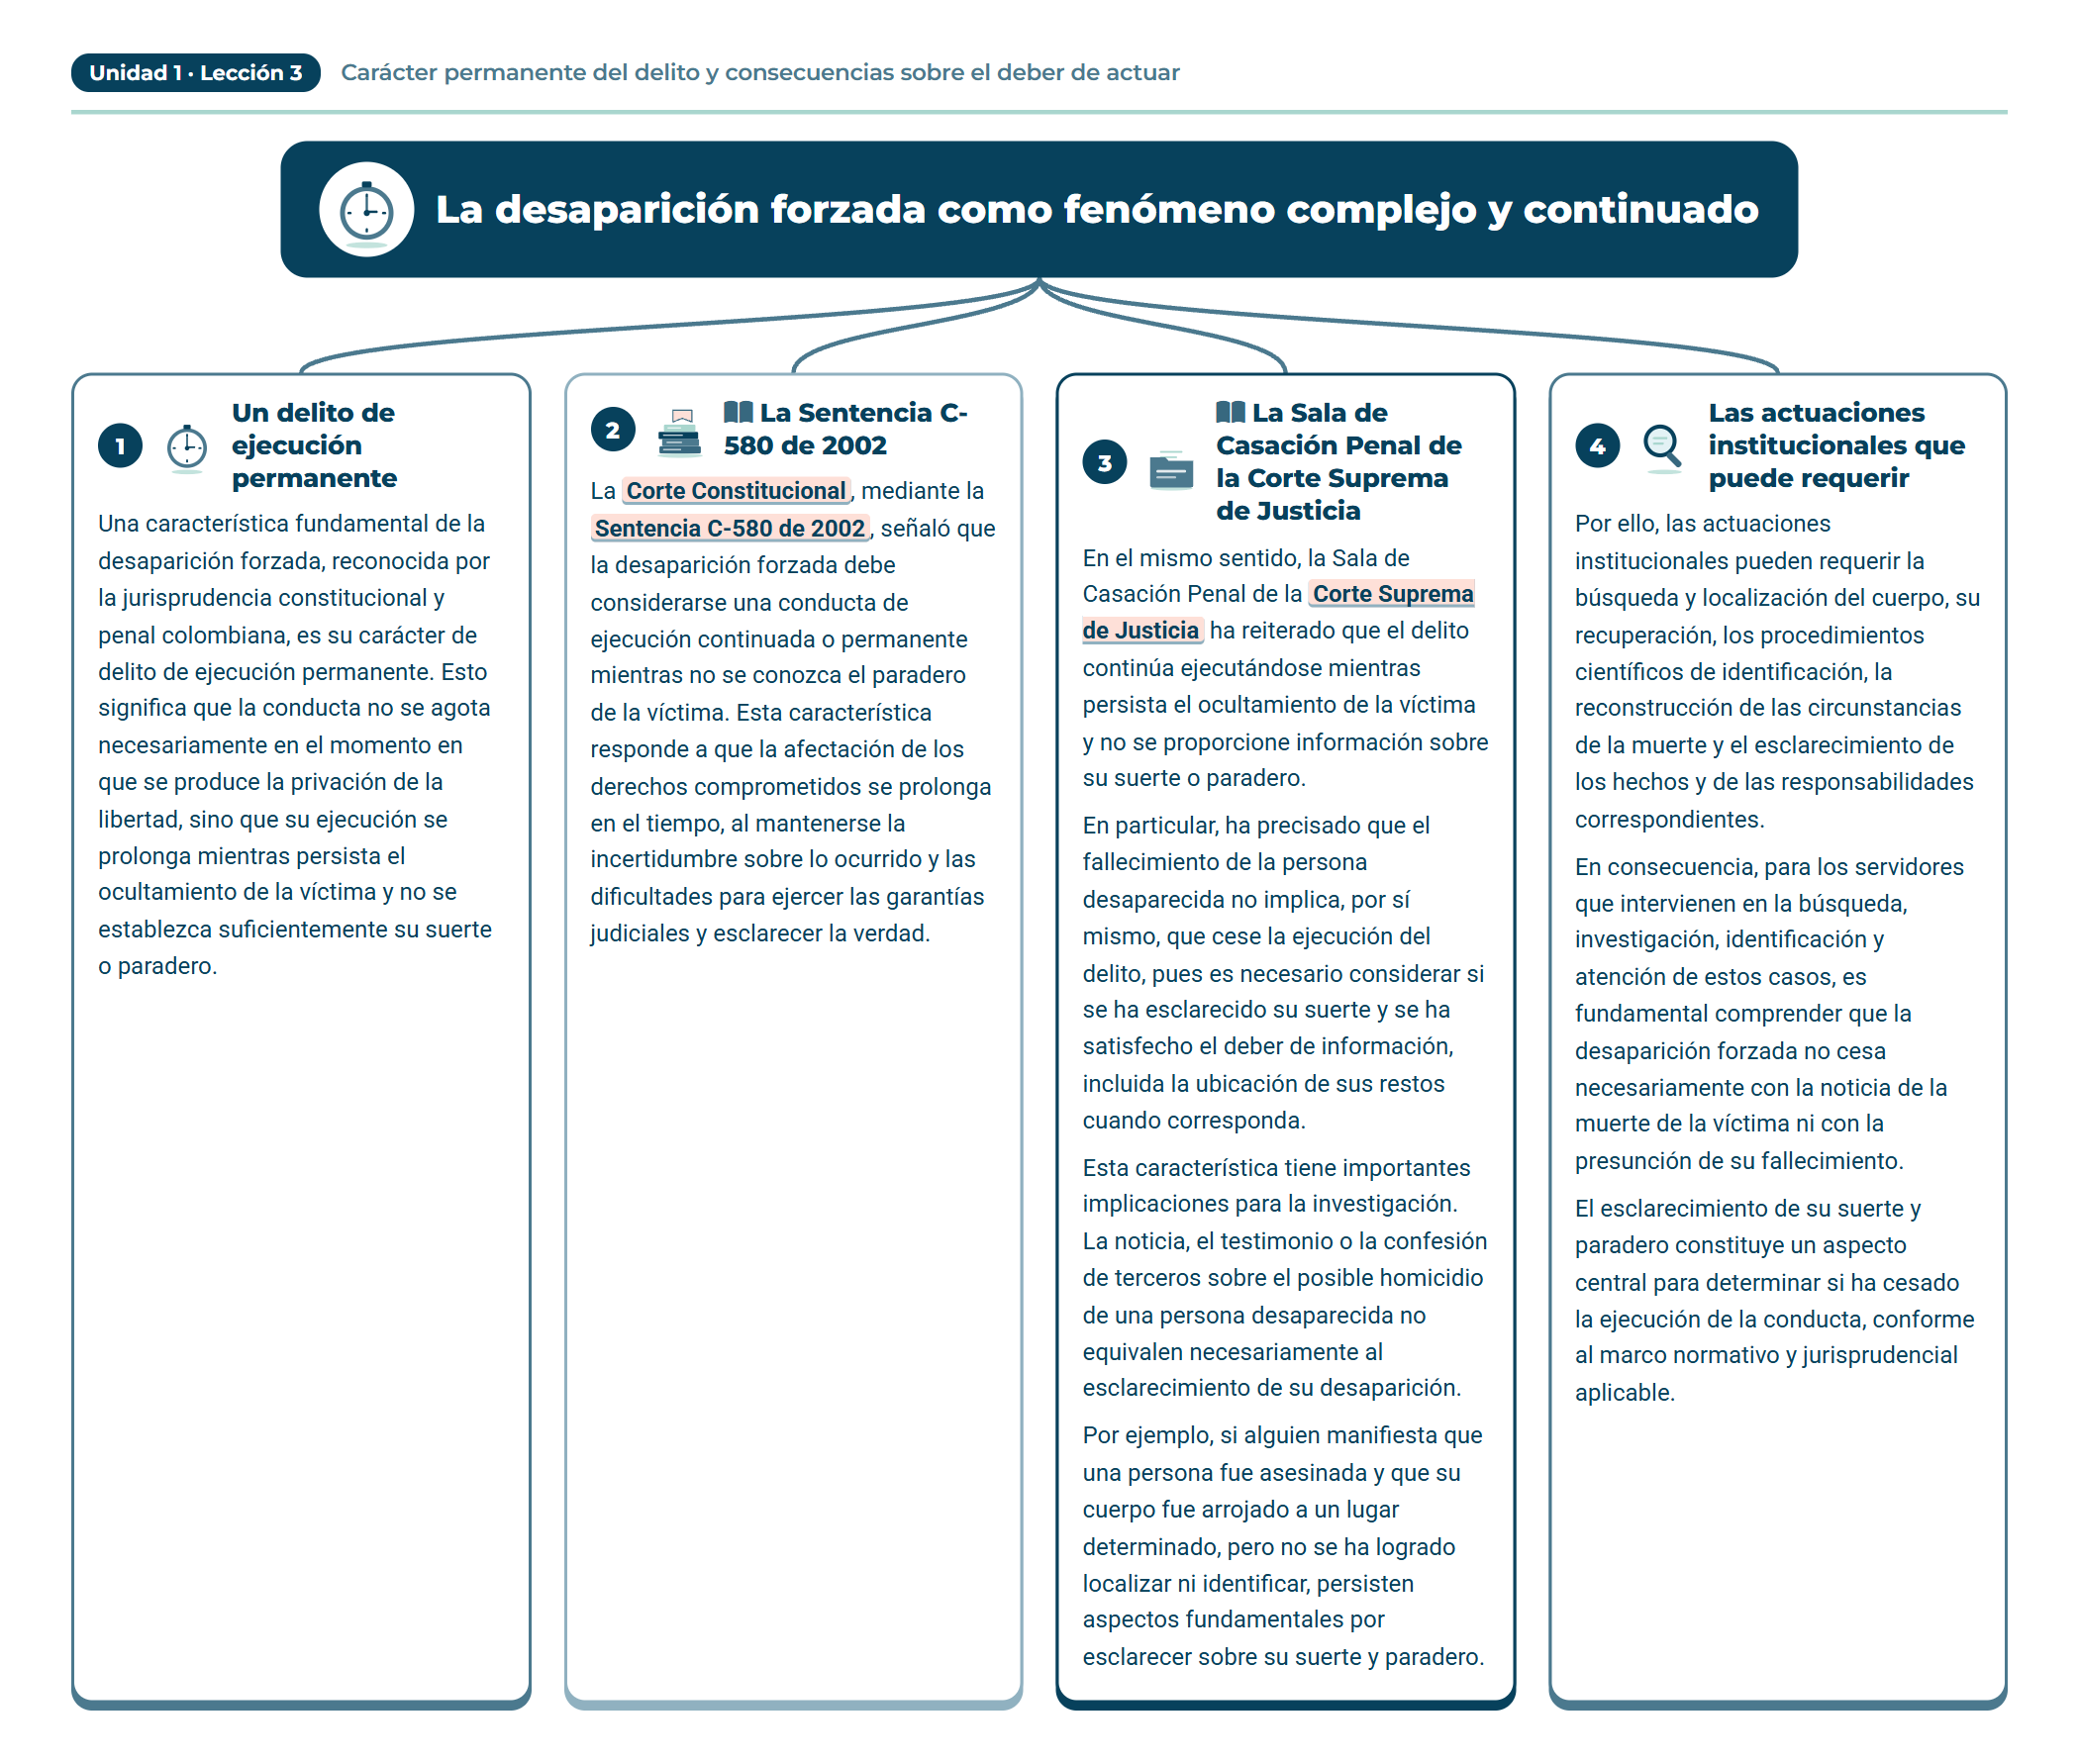 Unidad 1 · Lección 3
Carácter permanente del delito y consecuencias sobre el deber de actuar
La desaparición forzada como fenómeno complejo y continuado
1
Un delito de
ejecución
permanente
Una característica fundamental de la
desaparición forzada, reconocida por
la jurisprudencia constitucional y
penal colombiana, es su carácter de
delito de ejecución permanente. Esto
significa que la conducta no se agota
necesariamente en el momento en
que se produce la privación de la
libertad, sino que su ejecución se
prolonga mientras persista el
ocultamiento de la víctima y no se
establezca suficientemente su suerte
o paradero.
2
La Sentencia C-
580 de 2002
La Corte Constitucional, mediante la
Sentencia C-580 de 2002, señaló que
la desaparición forzada debe
considerarse una conducta de
ejecución continuada o permanente
mientras no se conozca el paradero
de la víctima. Esta característica
responde a que la afectación de los
derechos comprometidos se prolonga
en el tiempo, al mantenerse la
incertidumbre sobre lo ocurrido y las
dificultades para ejercer las garantías
judiciales y esclarecer la verdad.
3
La Sala de
Casación Penal de
la Corte Suprema
de Justicia
En el mismo sentido, la Sala de
Casación Penal de la Corte Suprema
de Justicia ha reiterado que el delito
continúa ejecutándose mientras
persista el ocultamiento de la víctima
y no se proporcione información sobre
su suerte o paradero.
En particular, ha precisado que el
fallecimiento de la persona
desaparecida no implica, por sí
mismo, que cese la ejecución del
delito, pues es necesario considerar si
se ha esclarecido su suerte y se ha
satisfecho el deber de información,
incluida la ubicación de sus restos
cuando corresponda.
Esta característica tiene importantes
implicaciones para la investigación.
La noticia, el testimonio o la confesión
de terceros sobre el posible homicidio
de una persona desaparecida no
equivalen necesariamente al
esclarecimiento de su desaparición.
Por ejemplo, si alguien manifiesta que
una persona fue asesinada y que su
cuerpo fue arrojado a un lugar
determinado, pero no se ha logrado
localizar ni identificar, persisten
aspectos fundamentales por
esclarecer sobre su suerte y paradero.
4
Las actuaciones
institucionales que
puede requerir
Por ello, las actuaciones
institucionales pueden requerir la
búsqueda y localización del cuerpo, su
recuperación, los procedimientos
científicos de identificación, la
reconstrucción de las circunstancias
de la muerte y el esclarecimiento de
los hechos y de las responsabilidades
correspondientes.
En consecuencia, para los servidores
que intervienen en la búsqueda,
investigación, identificación y
atención de estos casos, es
fundamental comprender que la
desaparición forzada no cesa
necesariamente con la noticia de la
muerte de la víctima ni con la
presunción de su fallecimiento.
El esclarecimiento de su suerte y
paradero constituye un aspecto
central para determinar si ha cesado
la ejecución de la conducta, conforme
al marco normativo y jurisprudencial
aplicable.